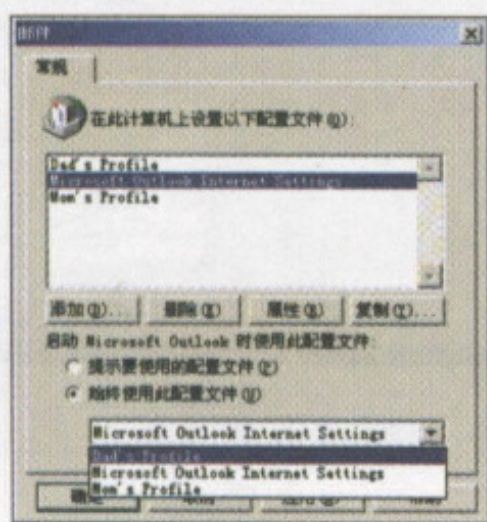 邮件
常规
在此计算机上设置以下配置文件(O):
Dad's Profile
Microsoft Outlook Internet Settings
Mom's Profile
添加(D)... 删除(E) 属性(R) 复制(Y)...
启动 Microsoft Outlook 时使用此配置文件:
提示要使用的配置文件(P)
始终使用此配置文件(U)
Microsoft Outlook Internet Settings
Dad's Profile
Microsoft Outlook Internet Settings
Mom's Profile